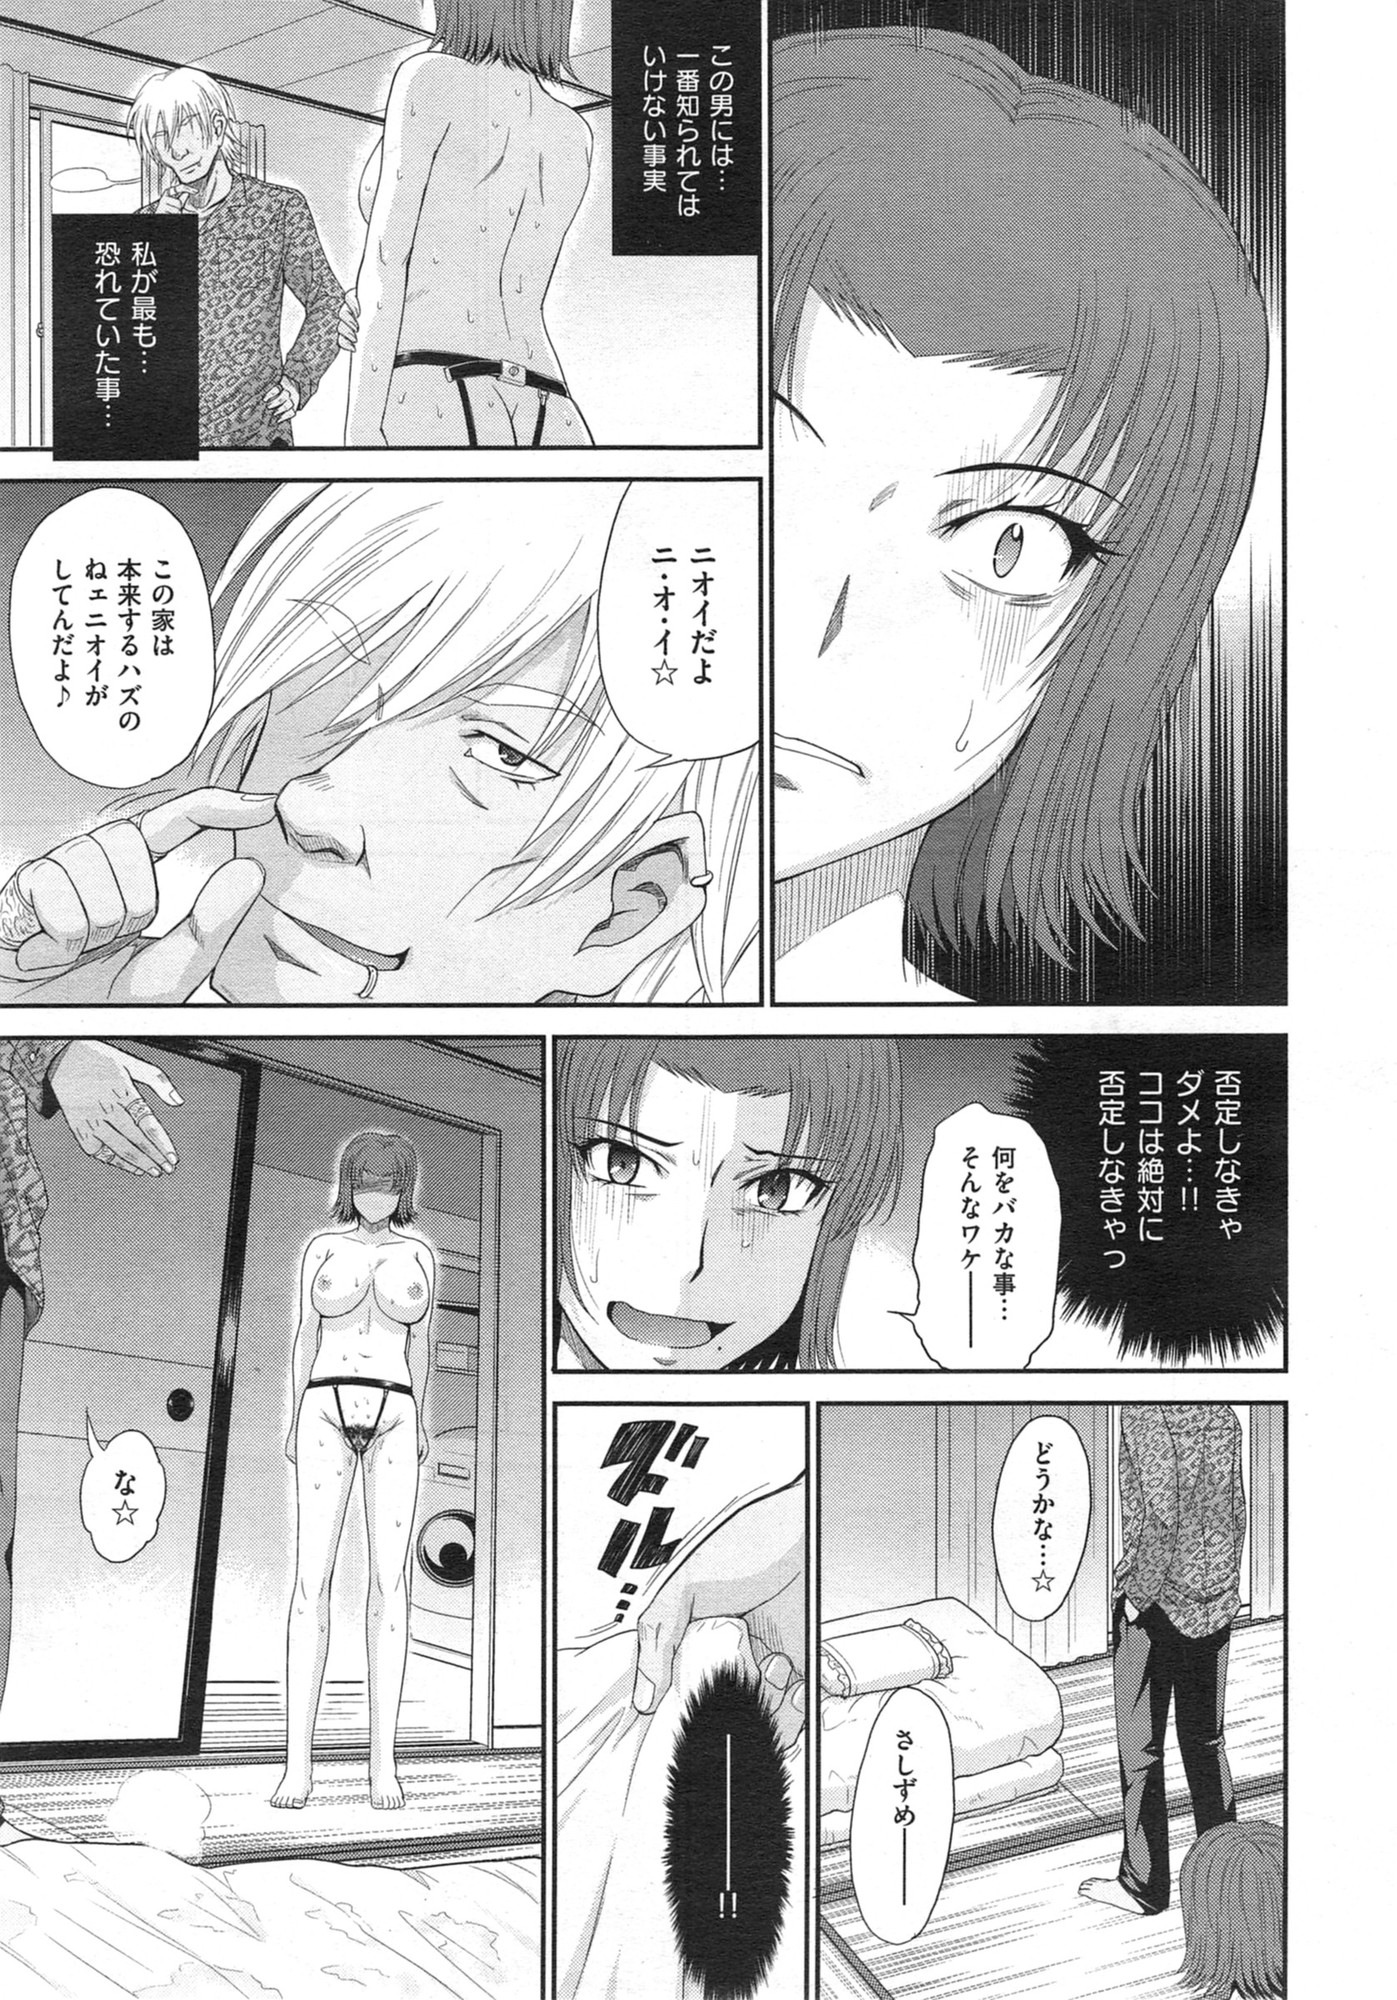 この男には…
一番知られては
いけない事実
私が最も…
恐れていた事…
ニオイだよ
ニ・オ・イ☆
この家は
本来するハズの
ねェニオイが
してんだよ♪
否定しなきゃ
ダメよ…!!
ココは絶対に
否定しなきゃっ
何をバカな事…
そんなワケ――
どうかな…☆
さしずめ――
ズルル…
――!!
な☆